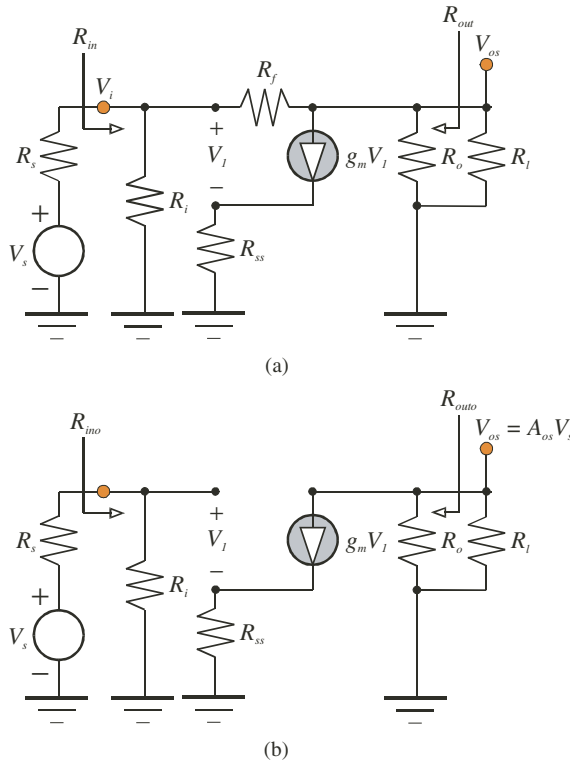 R_in
R_out
V_os
V_i
R_f
+
R_s
V_1
g_m V_1
R_o
R_l
−
+
R_i
V_s
R_ss
−
(a)
R_ino
R_outo
V_os = A_os V_s
+
R_s
V_1
g_m V_1
R_o
R_l
−
+
R_i
V_s
R_ss
−
(b)